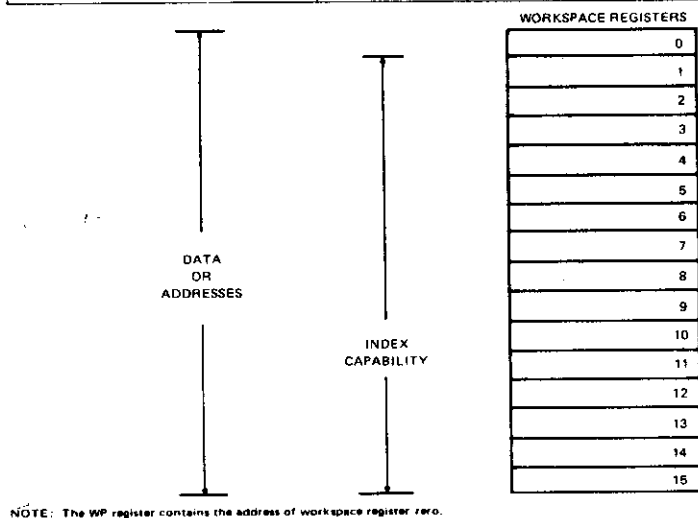 WORKSPACE REGISTERS
0
1
2
3
4
5
6
7
8
9
10
11
12
13
14
15
DATA
OR
ADDRESSES
INDEX
CAPABILITY
NOTE: The WP register contains the address of workspace register zero.